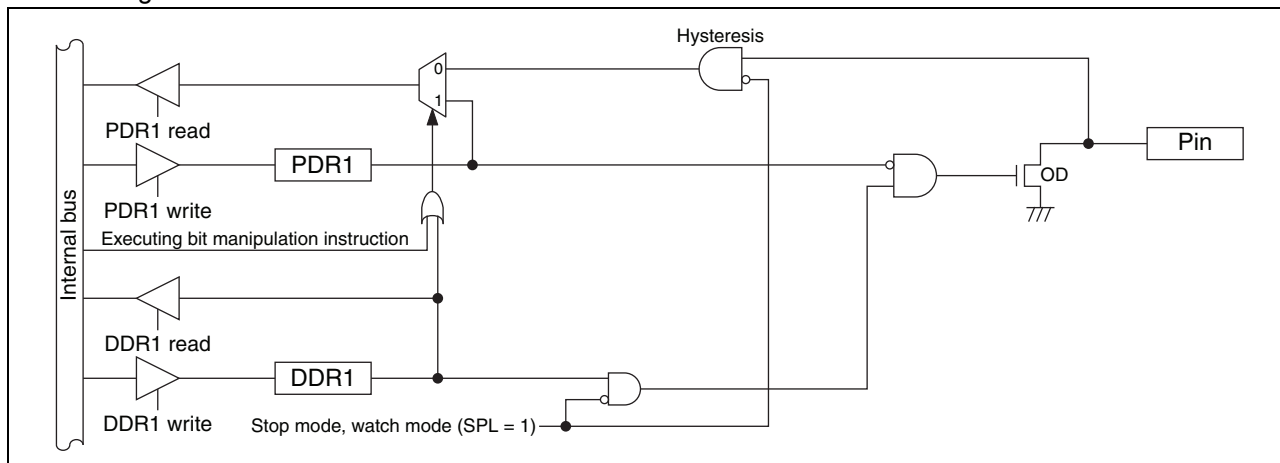 Hysteresis
0
1
PDR1 read
PDR1
Pin
OD
PDR1 write
Executing bit manipulation instruction
Internal bus
DDR1 read
DDR1
DDR1 write
Stop mode, watch mode (SPL = 1)